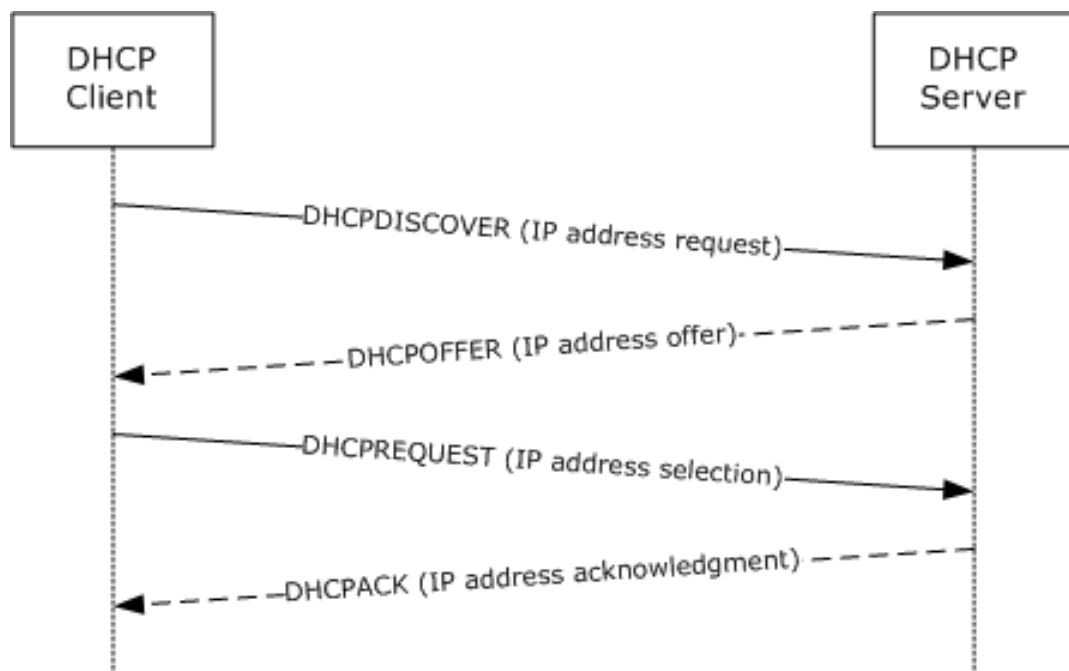 DHCP
Client
DHCP
Server
DHCPDISCOVER (IP address request)
DHCPOFFER (IP address offer)
DHCPREQUEST (IP address selection)
DHCPACK (IP address acknowledgment)